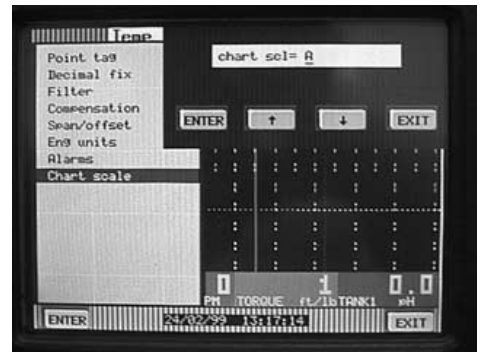 Temp
chart scl= A
Point tag
Decimal fix
Filter
Compensation
Span/offset
Eng units
Alarms
Chart scale
ENTER ↑ ↓ EXIT
0 1 0.0
PM TORQUE ft/lb TANK1 pH
ENTER 24/02/99 13:17:14 EXIT